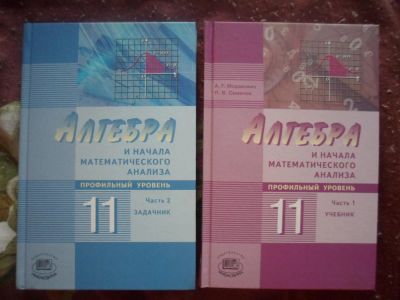 АЛГЕБРА
И НАЧАЛА
МАТЕМАТИЧЕСКОГО
АНАЛИЗА
ПРОФИЛЬНЫЙ УРОВЕНЬ
11
Часть 2
ЗАДАЧНИК
А. Г. Мордкович
П. В. Семенов
АЛГЕБРА
И НАЧАЛА
МАТЕМАТИЧЕСКОГО
АНАЛИЗА
ПРОФИЛЬНЫЙ УРОВЕНЬ
11
Часть 1
УЧЕБНИК